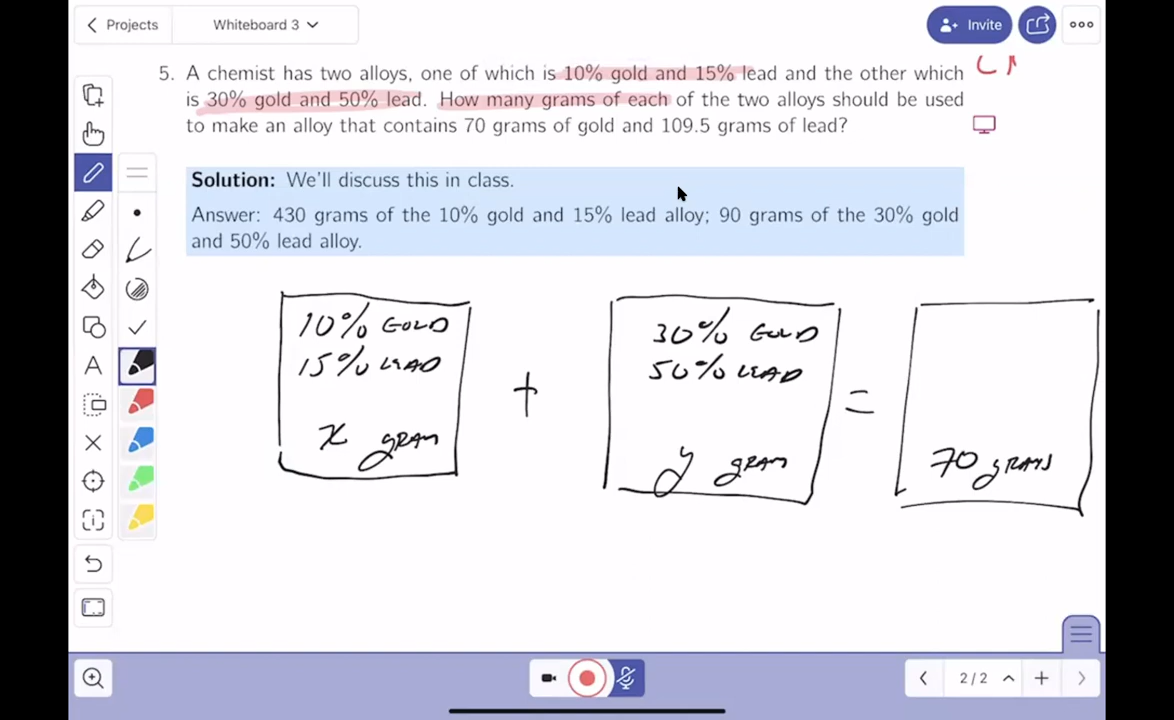 Projects
Whiteboard 3
Invite
5. A chemist has two alloys, one of which is 10% gold and 15% lead and the other which
is 30% gold and 50% lead. How many grams of each of the two alloys should be used
to make an alloy that contains 70 grams of gold and 109.5 grams of lead?
Solution: We'll discuss this in class.
Answer: 430 grams of the 10% gold and 15% lead alloy; 90 grams of the 30% gold
and 50% lead alloy.
10% GOLD
15% LEAD
x gram
+
30% GOLD
50% LEAD
y gram
=
70 grams
2/2